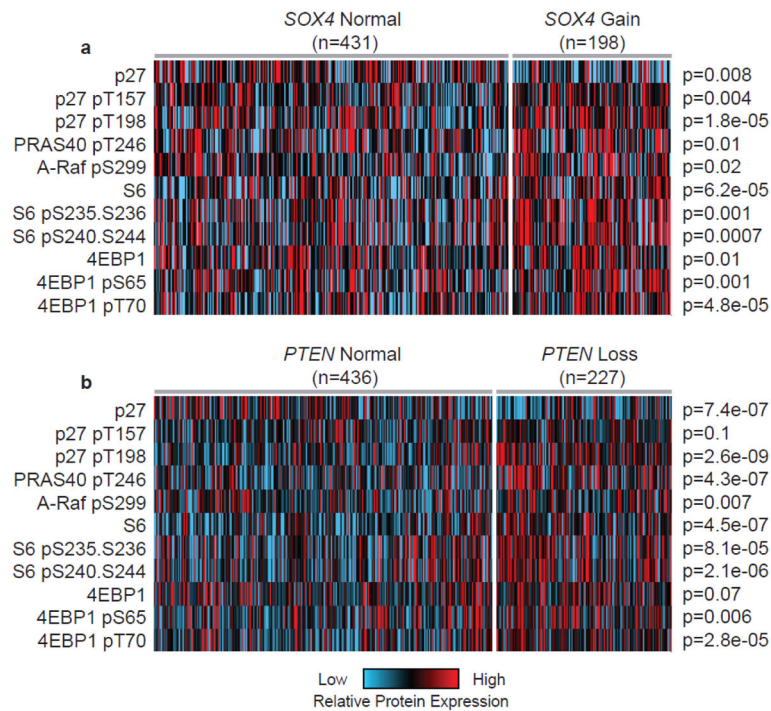 SOX4 Normal SOX4 Gain
(n=431) (n=198)
a
p27 p=0.008
p27 pT157 p=0.004
p27 pT198 p=1.8e-05
PRAS40 pT246 p=0.01
A-Raf pS299 p=0.02
S6 p=6.2e-05
S6 pS235.S236 p=0.001
S6 pS240.S244 p=0.0007
4EBP1 p=0.01
4EBP1 pS65 p=0.001
4EBP1 pT70 p=4.8e-05
PTEN Normal PTEN Loss
b (n=436) (n=227)
p27 p=7.4e-07
p27 pT157 p=0.1
p27 pT198 p=2.6e-09
PRAS40 pT246 p=4.3e-07
A-Raf pS299 p=0.007
S6 p=4.5e-07
S6 pS235.S236 p=8.1e-05
S6 pS240.S244 p=2.1e-06
4EBP1 p=0.07
4EBP1 pS65 p=0.006
4EBP1 pT70 p=2.8e-05
Low High
Relative Protein Expression